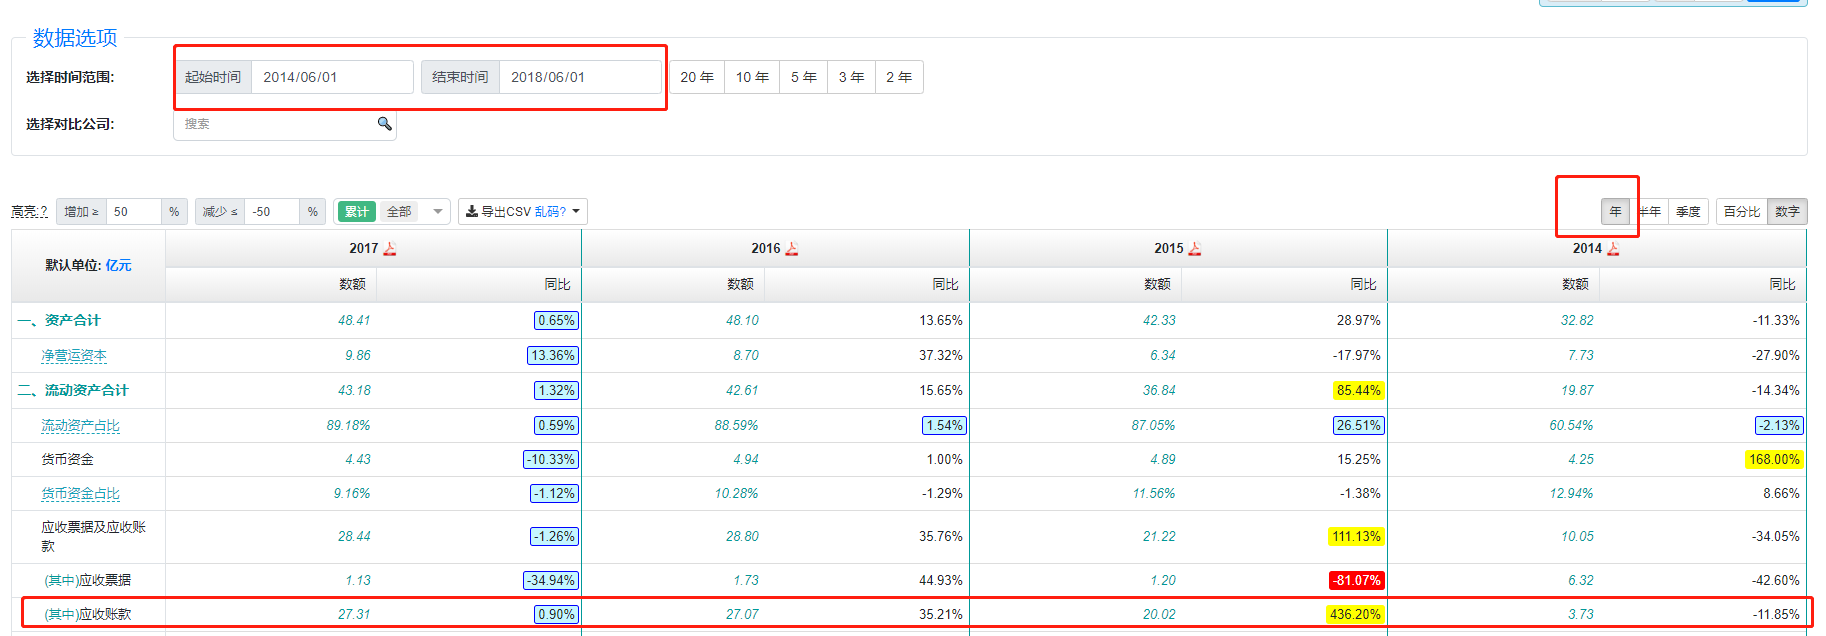 数据选项
选择时间范围: 起始时间 2014/06/01 结束时间 2018/06/01 20 年 10 年 5 年 3 年 2 年
选择对比公司: 搜索
高亮:? 增加 ≥ 50 % 减少 ≤ -50 % 累计 全部 导出CSV 乱码? 年 半年 季度 百分比 数字
默认单位: 亿元 2017 2016 2015 2014
数额 同比 数额 同比 数额 同比 数额 同比
一、资产合计 48.41 0.65% 48.10 13.65% 42.33 28.97% 32.82 -11.33%
净营运资本 9.86 13.36% 8.70 37.32% 6.34 -17.97% 7.73 -27.90%
二、流动资产合计 43.18 1.32% 42.61 15.65% 36.84 85.44% 19.87 -14.34%
流动资产占比 89.18% 0.59% 88.59% 1.54% 87.05% 26.51% 60.54% -2.13%
货币资金 4.43 -10.33% 4.94 1.00% 4.89 15.25% 4.25 168.00%
货币资金占比 9.16% -1.12% 10.28% -1.29% 11.56% -1.38% 12.94% 8.66%
应收票据及应收账
款 28.44 -1.26% 28.80 35.76% 21.22 111.13% 10.05 -34.05%
(其中)应收票据 1.13 -34.94% 1.73 44.93% 1.20 -81.07% 6.32 -42.60%
(其中)应收账款 27.31 0.90% 27.07 35.21% 20.02 436.20% 3.73 -11.85%